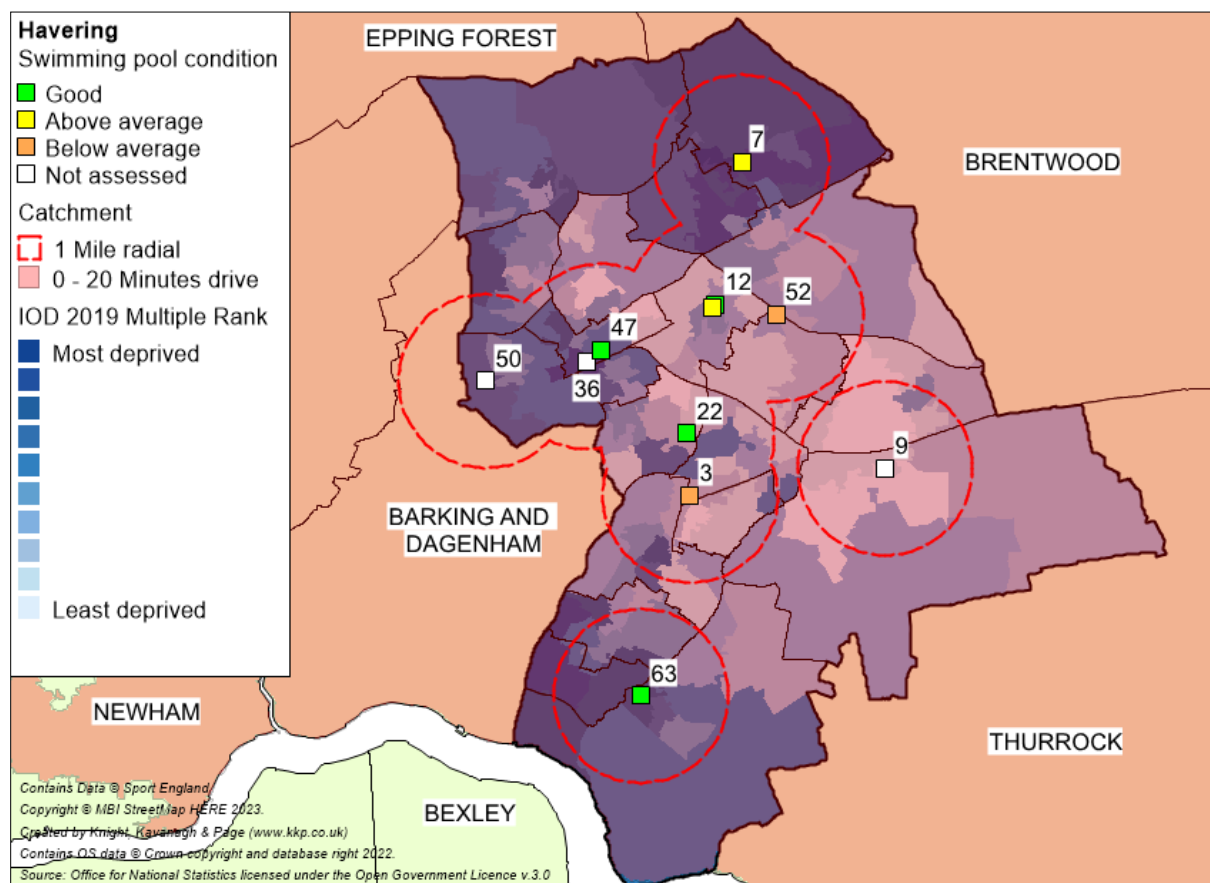 Havering
Swimming pool condition
Good
Above average
Below average
Not assessed
Catchment
1 Mile radial
0 - 20 Minutes drive
IOD 2019 Multiple Rank
Most deprived
Least deprived
EPPING FOREST
BRENTWOOD
7
12
52
47
50
36
22
9
3
BARKING AND
DAGENHAM
63
NEWHAM
THURROCK
BEXLEY
Contains Data © Sport England
Copyright © MBI StreetMap HERE 2023.
Created by Knight, Kavanagh & Page (www.kkp.co.uk)
Contains OS data © Crown copyright and database right 2022.
Source: Office for National Statistics licensed under the Open Government Licence v.3.0